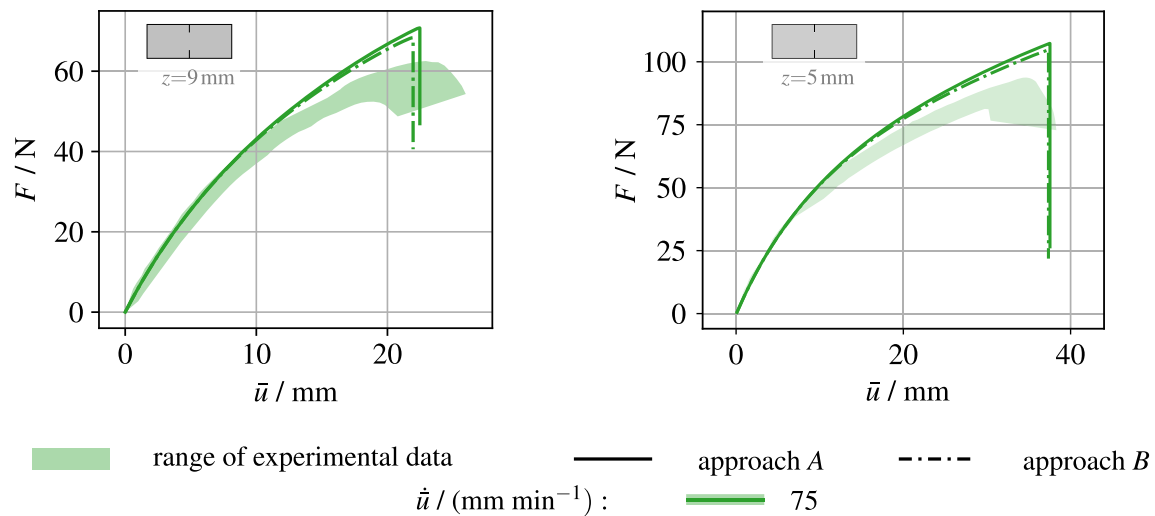 z=9 mm
F / N
60
40
20
0
0 10 20
ū / mm
z=5 mm
F / N
100
75
50
25
0
0 20 40
ū / mm
range of experimental data approach A approach B
u̇̄ / (mm min⁻¹) : 75